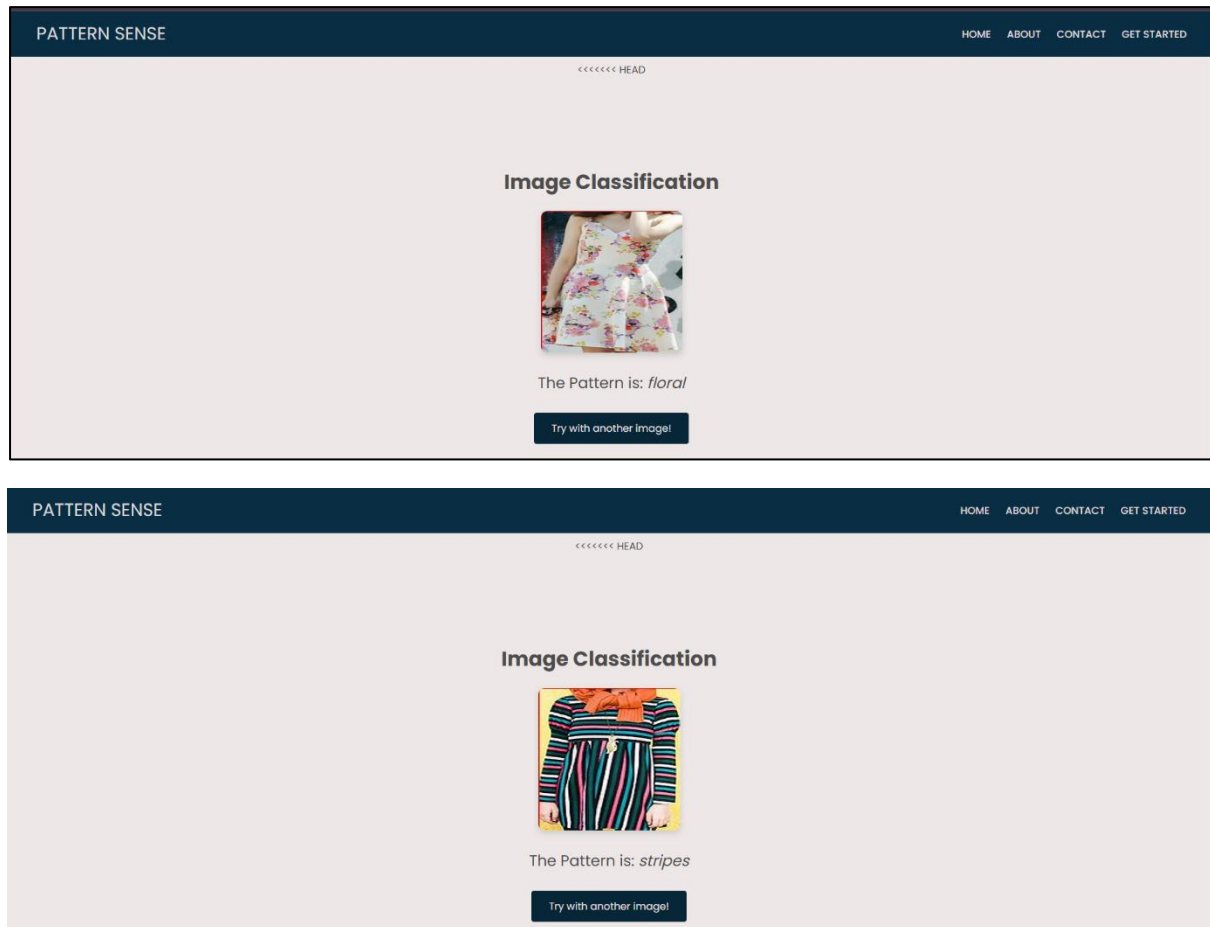 PATTERN SENSE HOME ABOUT CONTACT GET STARTED
<<<<<<< HEAD
Image Classification
The Pattern is: floral
Try with another image!
PATTERN SENSE HOME ABOUT CONTACT GET STARTED
<<<<<<< HEAD
Image Classification
The Pattern is: stripes
Try with another image!